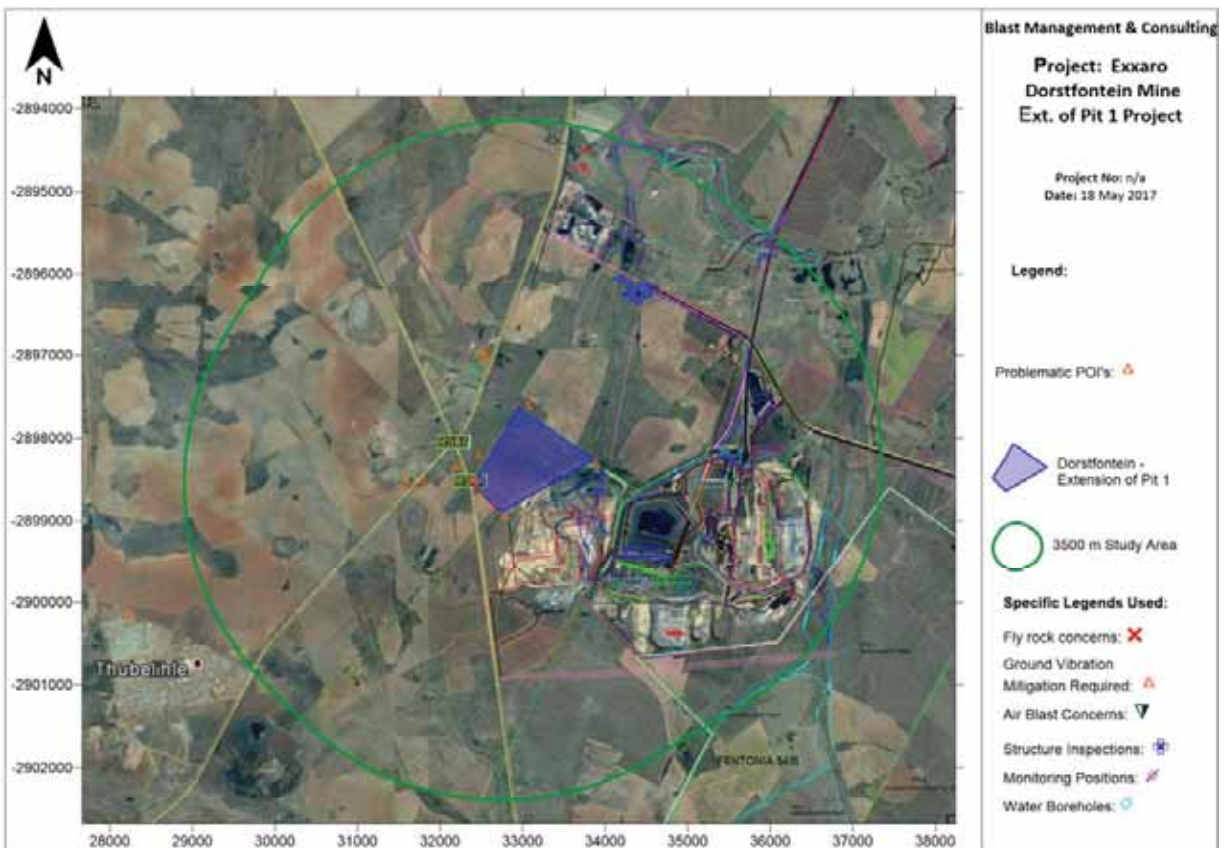 Blast Management & Consulting
Project: Exxaro
Dorstfontein Mine
Ext. of Pit 1 Project
Project No: n/a
Date: 18 May 2017
Legend:
Problematic POI's:
Dorstfontein -
Extension of Pit 1
3500 m Study Area
Specific Legends Used:
Fly rock concerns:
Ground Vibration
Mitigation Required:
Air Blast Concerns:
Structure Inspections:
Monitoring Positions:
Water Boreholes:
N
-2894000
-2895000
-2896000
-2897000
-2898000
-2899000
-2900000
-2901000
-2902000
Thubelihle
28000 29000 30000 31000 32000 33000 34000 35000 36000 37000 38000